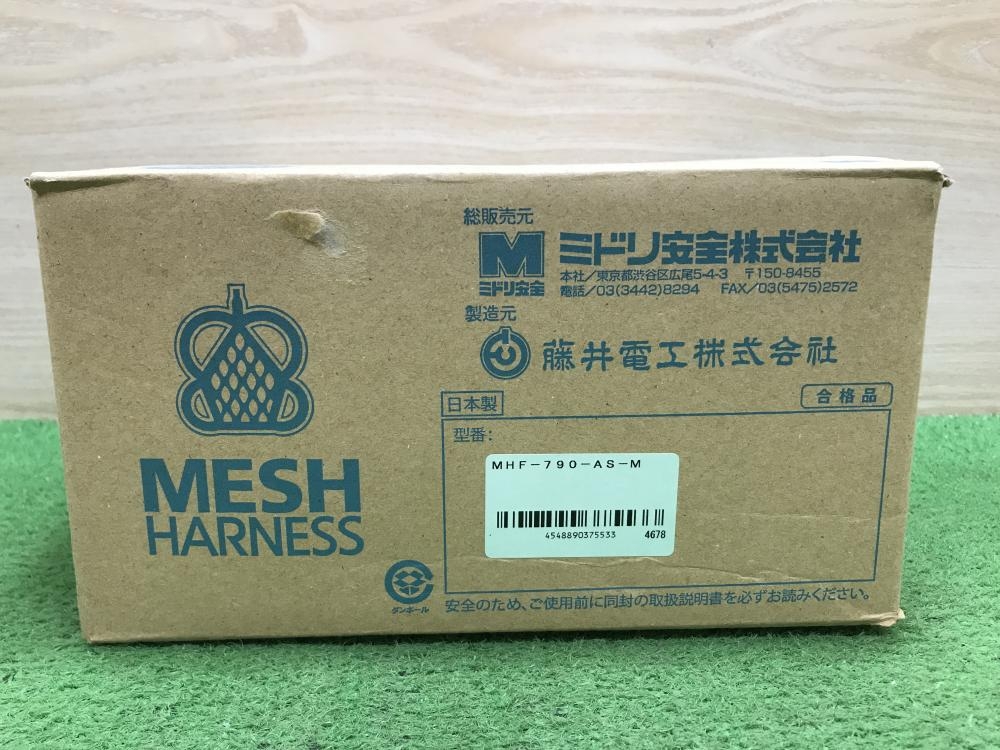 総販売元
M
ミドリ安全
ミドリ安全株式会社
本社／東京都渋谷区広尾5-4-3 〒150-8455
電話／03(3442)8294 FAX／03(5475)2572
製造元
藤井電工株式会社
日本製
合格品
型番:
MHF-790-AS-M
4548890375533
4678
MESH
HARNESS
ダンボール
安全のため、ご使用前に同封の取扱説明書を必ずお読みください。